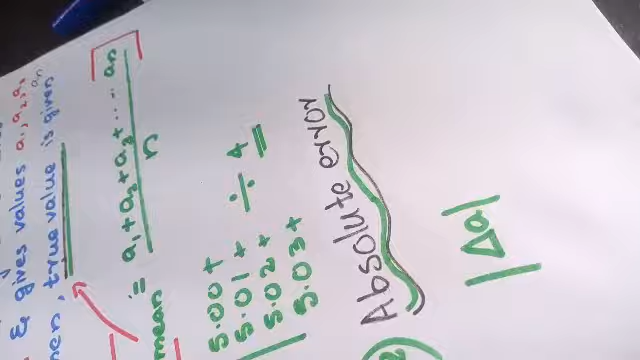 & gives values a₁, a₂, a₃
aₙ
, true value is given
mean = a₁ + a₂ + a₃ + ... aₙ
n
5.00 +
5.01 +
5.02 +
5.03 +
÷ 4
Absolute error
|Δa|